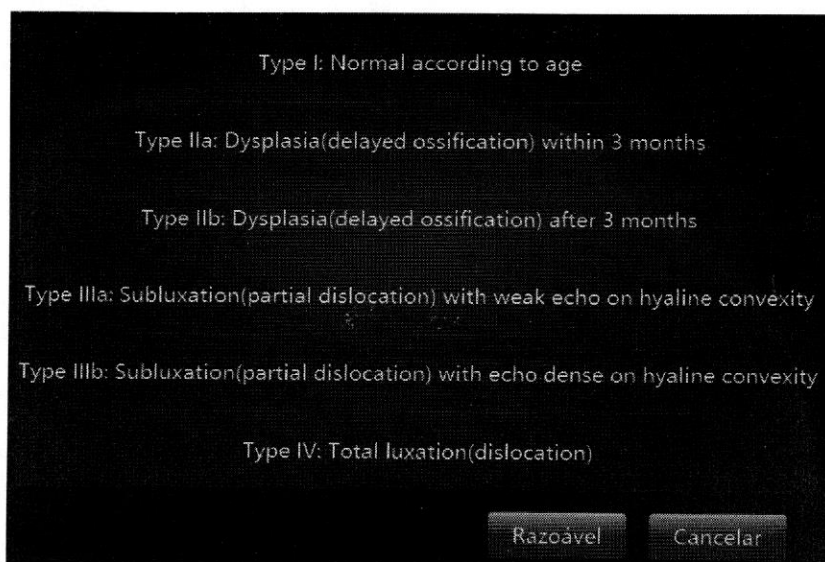 Type I: Normal according to age
Type IIa: Dysplasia(delayed ossification) within 3 months
Type IIb: Dysplasia(delayed ossification) after 3 months
Type IIIa: Subluxation(partial dislocation) with weak echo on hyaline convexity
Type IIIb: Subluxation(partial dislocation) with echo dense on hyaline convexity
Type IV: Total luxation(dislocation)
Razoável Cancelar